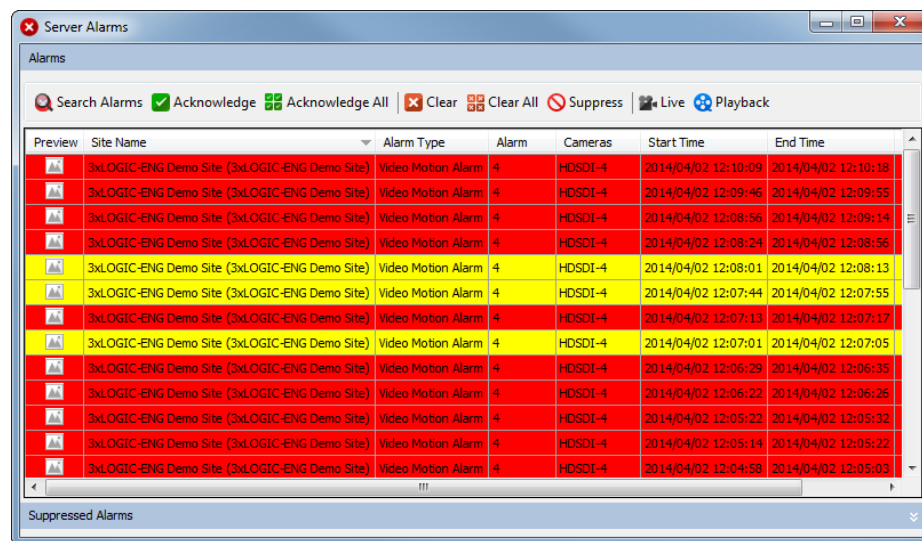 Server Alarms
Alarms
Search Alarms Acknowledge Acknowledge All Clear Clear All Suppress Live Playback
Preview Site Name Alarm Type Alarm Cameras Start Time End Time
3xLOGIC-ENG Demo Site (3xLOGIC-ENG Demo Site) Video Motion Alarm 4 HDSDI-4 2014/04/02 12:10:09 2014/04/02 12:10:18
3xLOGIC-ENG Demo Site (3xLOGIC-ENG Demo Site) Video Motion Alarm 4 HDSDI-4 2014/04/02 12:09:46 2014/04/02 12:09:55
3xLOGIC-ENG Demo Site (3xLOGIC-ENG Demo Site) Video Motion Alarm 4 HDSDI-4 2014/04/02 12:08:56 2014/04/02 12:09:14
3xLOGIC-ENG Demo Site (3xLOGIC-ENG Demo Site) Video Motion Alarm 4 HDSDI-4 2014/04/02 12:08:24 2014/04/02 12:08:56
3xLOGIC-ENG Demo Site (3xLOGIC-ENG Demo Site) Video Motion Alarm 4 HDSDI-4 2014/04/02 12:08:01 2014/04/02 12:08:13
3xLOGIC-ENG Demo Site (3xLOGIC-ENG Demo Site) Video Motion Alarm 4 HDSDI-4 2014/04/02 12:07:44 2014/04/02 12:07:55
3xLOGIC-ENG Demo Site (3xLOGIC-ENG Demo Site) Video Motion Alarm 4 HDSDI-4 2014/04/02 12:07:13 2014/04/02 12:07:17
3xLOGIC-ENG Demo Site (3xLOGIC-ENG Demo Site) Video Motion Alarm 4 HDSDI-4 2014/04/02 12:07:01 2014/04/02 12:07:05
3xLOGIC-ENG Demo Site (3xLOGIC-ENG Demo Site) Video Motion Alarm 4 HDSDI-4 2014/04/02 12:06:29 2014/04/02 12:06:35
3xLOGIC-ENG Demo Site (3xLOGIC-ENG Demo Site) Video Motion Alarm 4 HDSDI-4 2014/04/02 12:06:22 2014/04/02 12:06:26
3xLOGIC-ENG Demo Site (3xLOGIC-ENG Demo Site) Video Motion Alarm 4 HDSDI-4 2014/04/02 12:05:22 2014/04/02 12:05:32
3xLOGIC-ENG Demo Site (3xLOGIC-ENG Demo Site) Video Motion Alarm 4 HDSDI-4 2014/04/02 12:05:14 2014/04/02 12:05:22
3xLOGIC-ENG Demo Site (3xLOGIC-ENG Demo Site) Video Motion Alarm 4 HDSDI-4 2014/04/02 12:04:58 2014/04/02 12:05:03
Suppressed Alarms